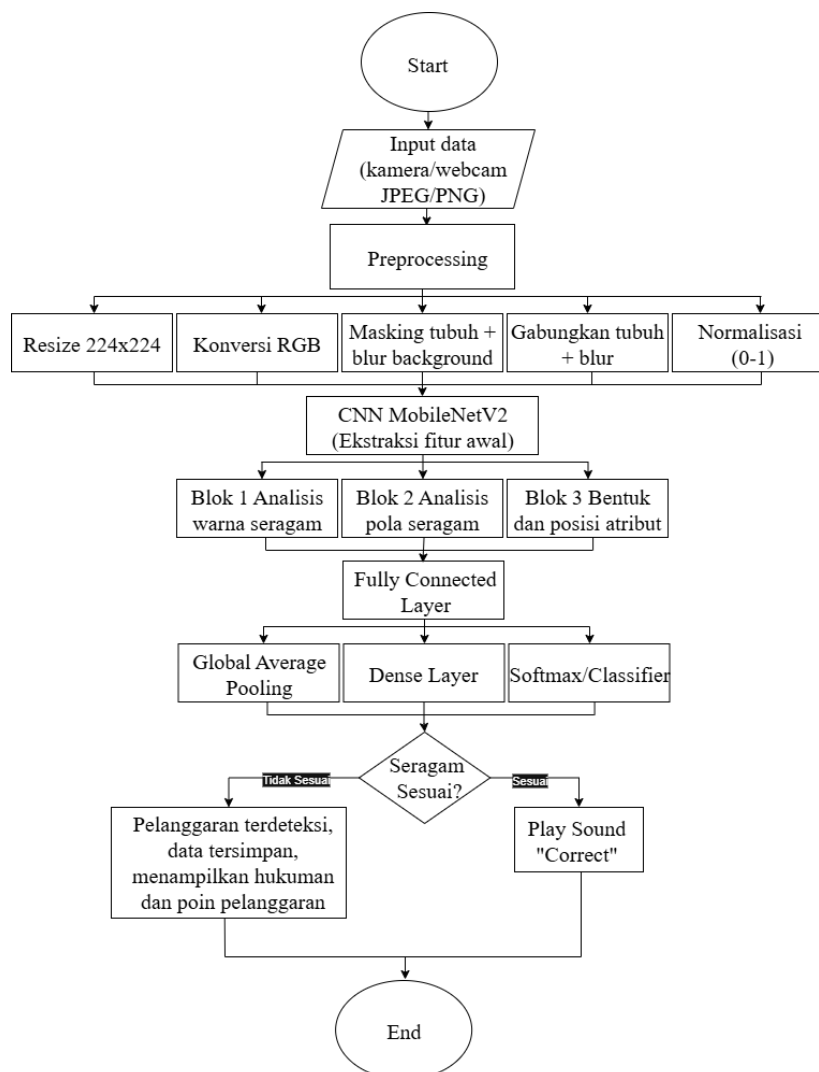 Start
Input data
(kamera/webcam
JPEG/PNG)
Preprocessing
Resize 224x224
Konversi RGB
Masking tubuh +
blur background
Gabungkan tubuh
+ blur
Normalisasi
(0-1)
CNN MobileNetV2
(Ekstraksi fitur awal)
Blok 1 Analisis
warna seragam
Blok 2 Analisis
pola seragam
Blok 3 Bentuk
dan posisi atribut
Fully Connected
Layer
Global Average
Pooling
Dense Layer
Softmax/Classifier
Seragam
Sesuai?
Tidak Sesuai
Sesuai
Pelanggaran terdeteksi,
data tersimpan,
menampilkan hukuman
dan poin pelanggaran
Play Sound
"Correct"
End